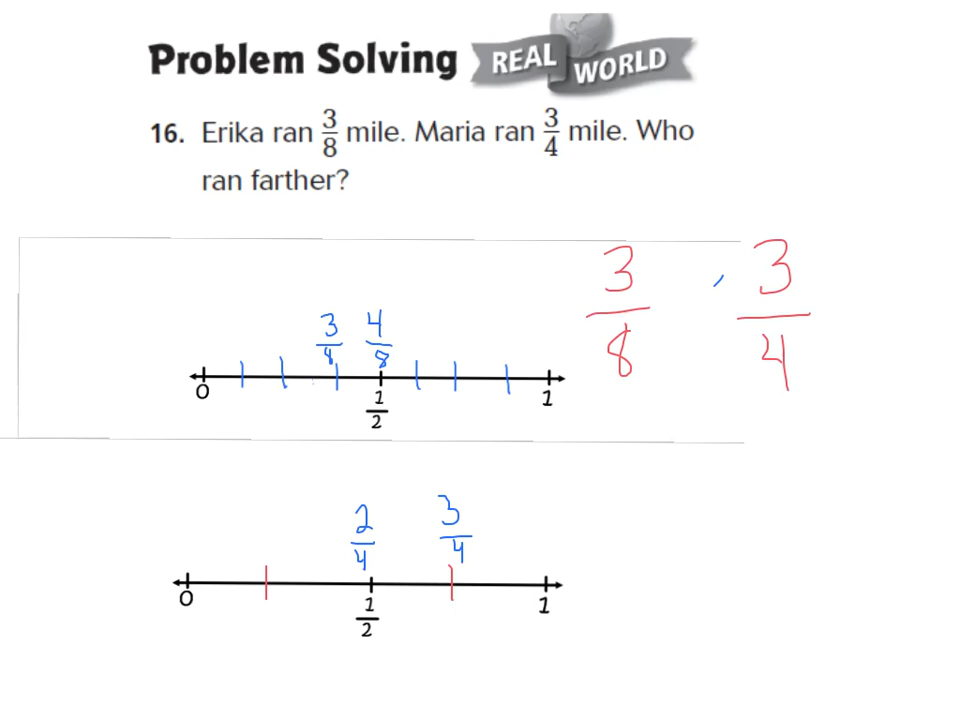 Problem Solving REAL WORLD
16. Erika ran 3/8 mile. Maria ran 3/4 mile. Who
ran farther?
3/8 , 3/4
3/8 4/8
0 1/2 1
2/4 3/4
0 1/2 1